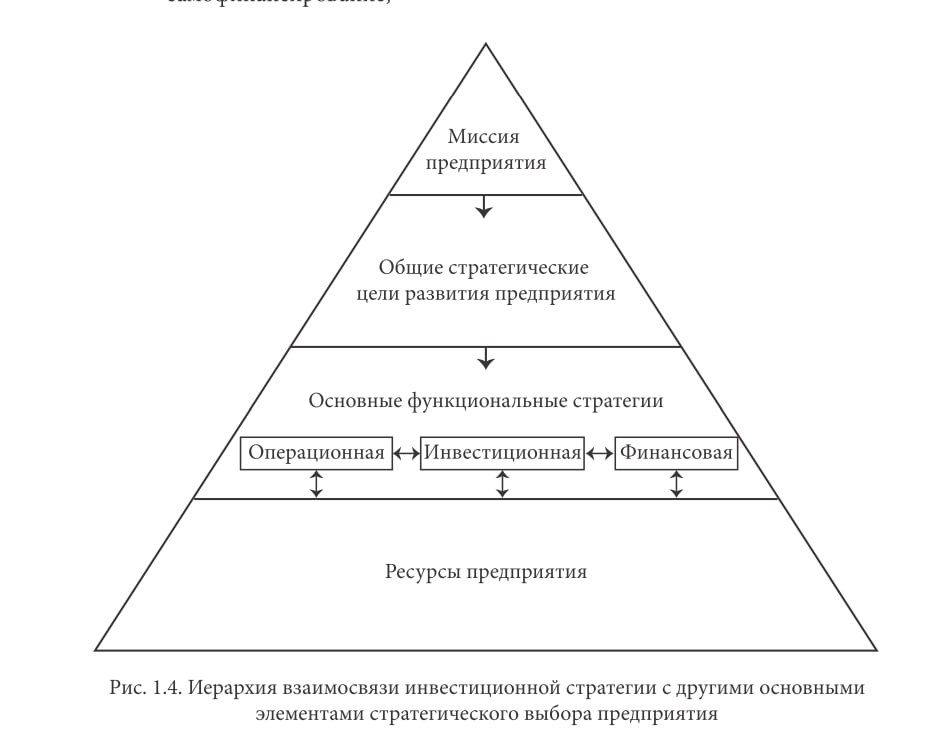 самофинансирование;
Миссия
предприятия
Общие стратегические
цели развития предприятия
Основные функциональные стратегии
Операционная Инвестиционная Финансовая
Ресурсы предприятия
Рис. 1.4. Иерархия взаимосвязи инвестиционной стратегии с другими основными
элементами стратегического выбора предприятия